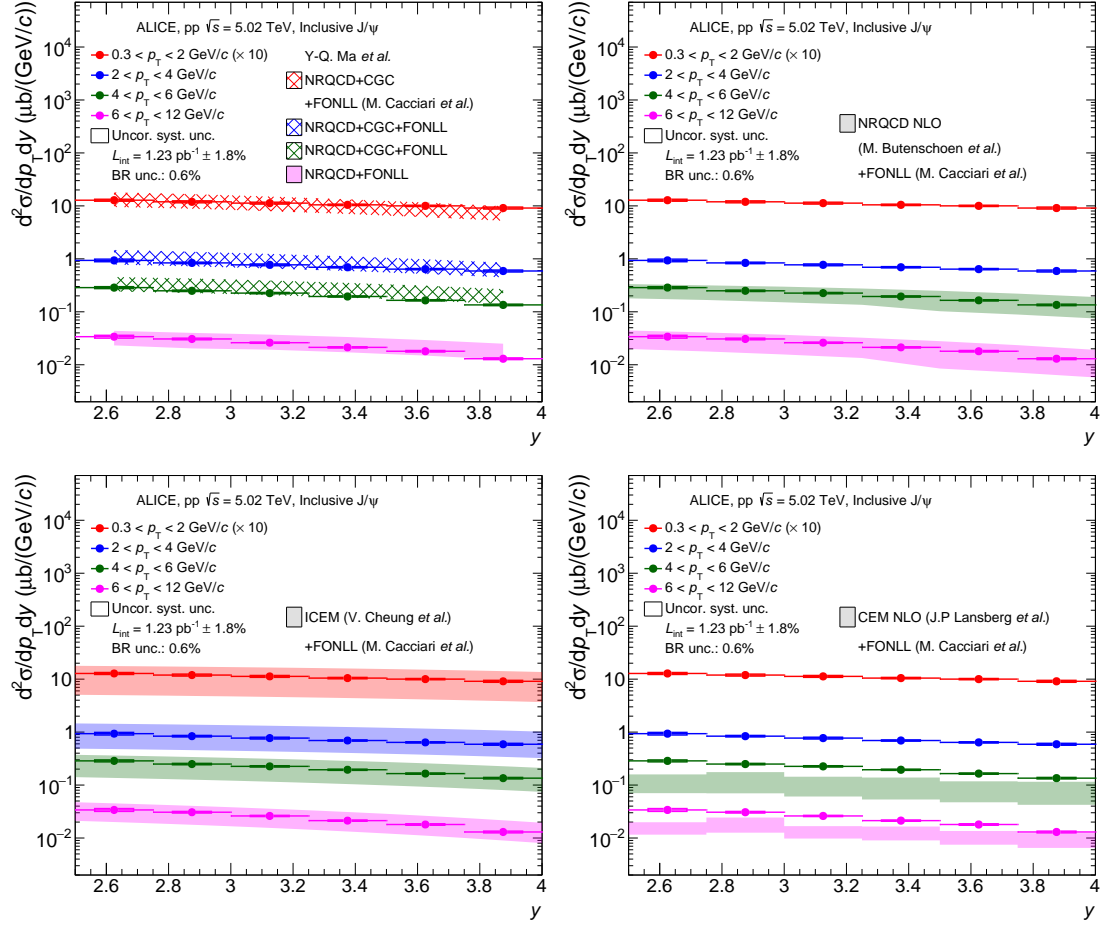 ALICE, pp √s = 5.02 TeV, Inclusive J/ψ
0.3 < p_T < 2 GeV/c (× 10)
2 < p_T < 4 GeV/c
4 < p_T < 6 GeV/c
6 < p_T < 12 GeV/c
Uncor. syst. unc.
L_int = 1.23 pb⁻¹ ± 1.8%
BR unc.: 0.6%
Y-Q. Ma et al.
NRQCD+CGC
+FONLL (M. Cacciari et al.)
NRQCD+CGC+FONLL
NRQCD+CGC+FONLL
NRQCD+FONLL
d²σ/dp_T dy (μb/(GeV/c))
10⁴
10³
10²
10
1
10⁻¹
10⁻²
2.6 2.8 3 3.2 3.4 3.6 3.8 4
y
ALICE, pp √s = 5.02 TeV, Inclusive J/ψ
0.3 < p_T < 2 GeV/c (× 10)
2 < p_T < 4 GeV/c
4 < p_T < 6 GeV/c
6 < p_T < 12 GeV/c
Uncor. syst. unc.
L_int = 1.23 pb⁻¹ ± 1.8%
BR unc.: 0.6%
NRQCD NLO
(M. Butenschoen et al.)
+FONLL (M. Cacciari et al.)
d²σ/dp_T dy (μb/(GeV/c))
10⁴
10³
10²
10
1
10⁻¹
10⁻²
2.6 2.8 3 3.2 3.4 3.6 3.8 4
y
ALICE, pp √s = 5.02 TeV, Inclusive J/ψ
0.3 < p_T < 2 GeV/c (× 10)
2 < p_T < 4 GeV/c
4 < p_T < 6 GeV/c
6 < p_T < 12 GeV/c
Uncor. syst. unc.
L_int = 1.23 pb⁻¹ ± 1.8%
BR unc.: 0.6%
ICEM (V. Cheung et al.)
+FONLL (M. Cacciari et al.)
d²σ/dp_T dy (μb/(GeV/c))
10⁴
10³
10²
10
1
10⁻¹
10⁻²
2.6 2.8 3 3.2 3.4 3.6 3.8 4
y
ALICE, pp √s = 5.02 TeV, Inclusive J/ψ
0.3 < p_T < 2 GeV/c (× 10)
2 < p_T < 4 GeV/c
4 < p_T < 6 GeV/c
6 < p_T < 12 GeV/c
Uncor. syst. unc.
L_int = 1.23 pb⁻¹ ± 1.8%
BR unc.: 0.6%
CEM NLO (J.P Lansberg et al.)
+FONLL (M. Cacciari et al.)
d²σ/dp_T dy (μb/(GeV/c))
10⁴
10³
10²
10
1
10⁻¹
10⁻²
2.6 2.8 3 3.2 3.4 3.6 3.8 4
y